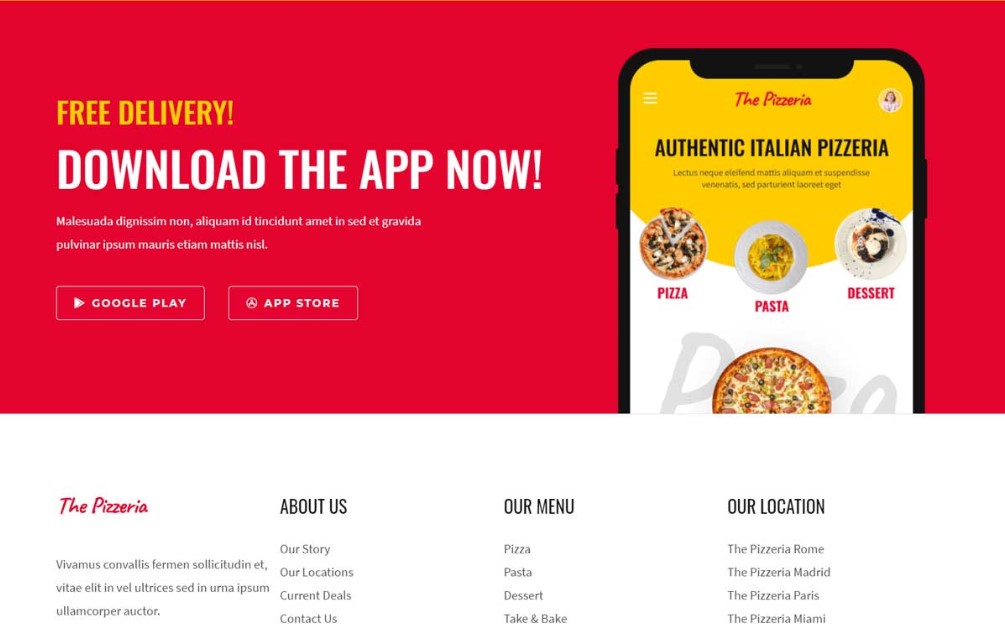 FREE DELIVERY!
DOWNLOAD THE APP NOW!
Malesuada dignissim non, aliquam id tincidunt amet in sed et gravida
pulvinar ipsum mauris etiam mattis nisl.
GOOGLE PLAY
APP STORE
The Pizzeria
AUTHENTIC ITALIAN PIZZERIA
Lectus neque eleifend mattis aliquam et suspendisse
venenatis, sed parturient laoreet eget
PIZZA
PASTA
DESSERT
The Pizzeria
Vivamus convallis fermen sollicitudin et,
vitae elit in vel ultrices sed in urna ipsum
ullamcorper auctor.
ABOUT US
Our Story
Our Locations
Current Deals
Contact Us
OUR MENU
Pizza
Pasta
Dessert
Take & Bake
OUR LOCATION
The Pizzeria Rome
The Pizzeria Madrid
The Pizzeria Paris
The Pizzeria Miami